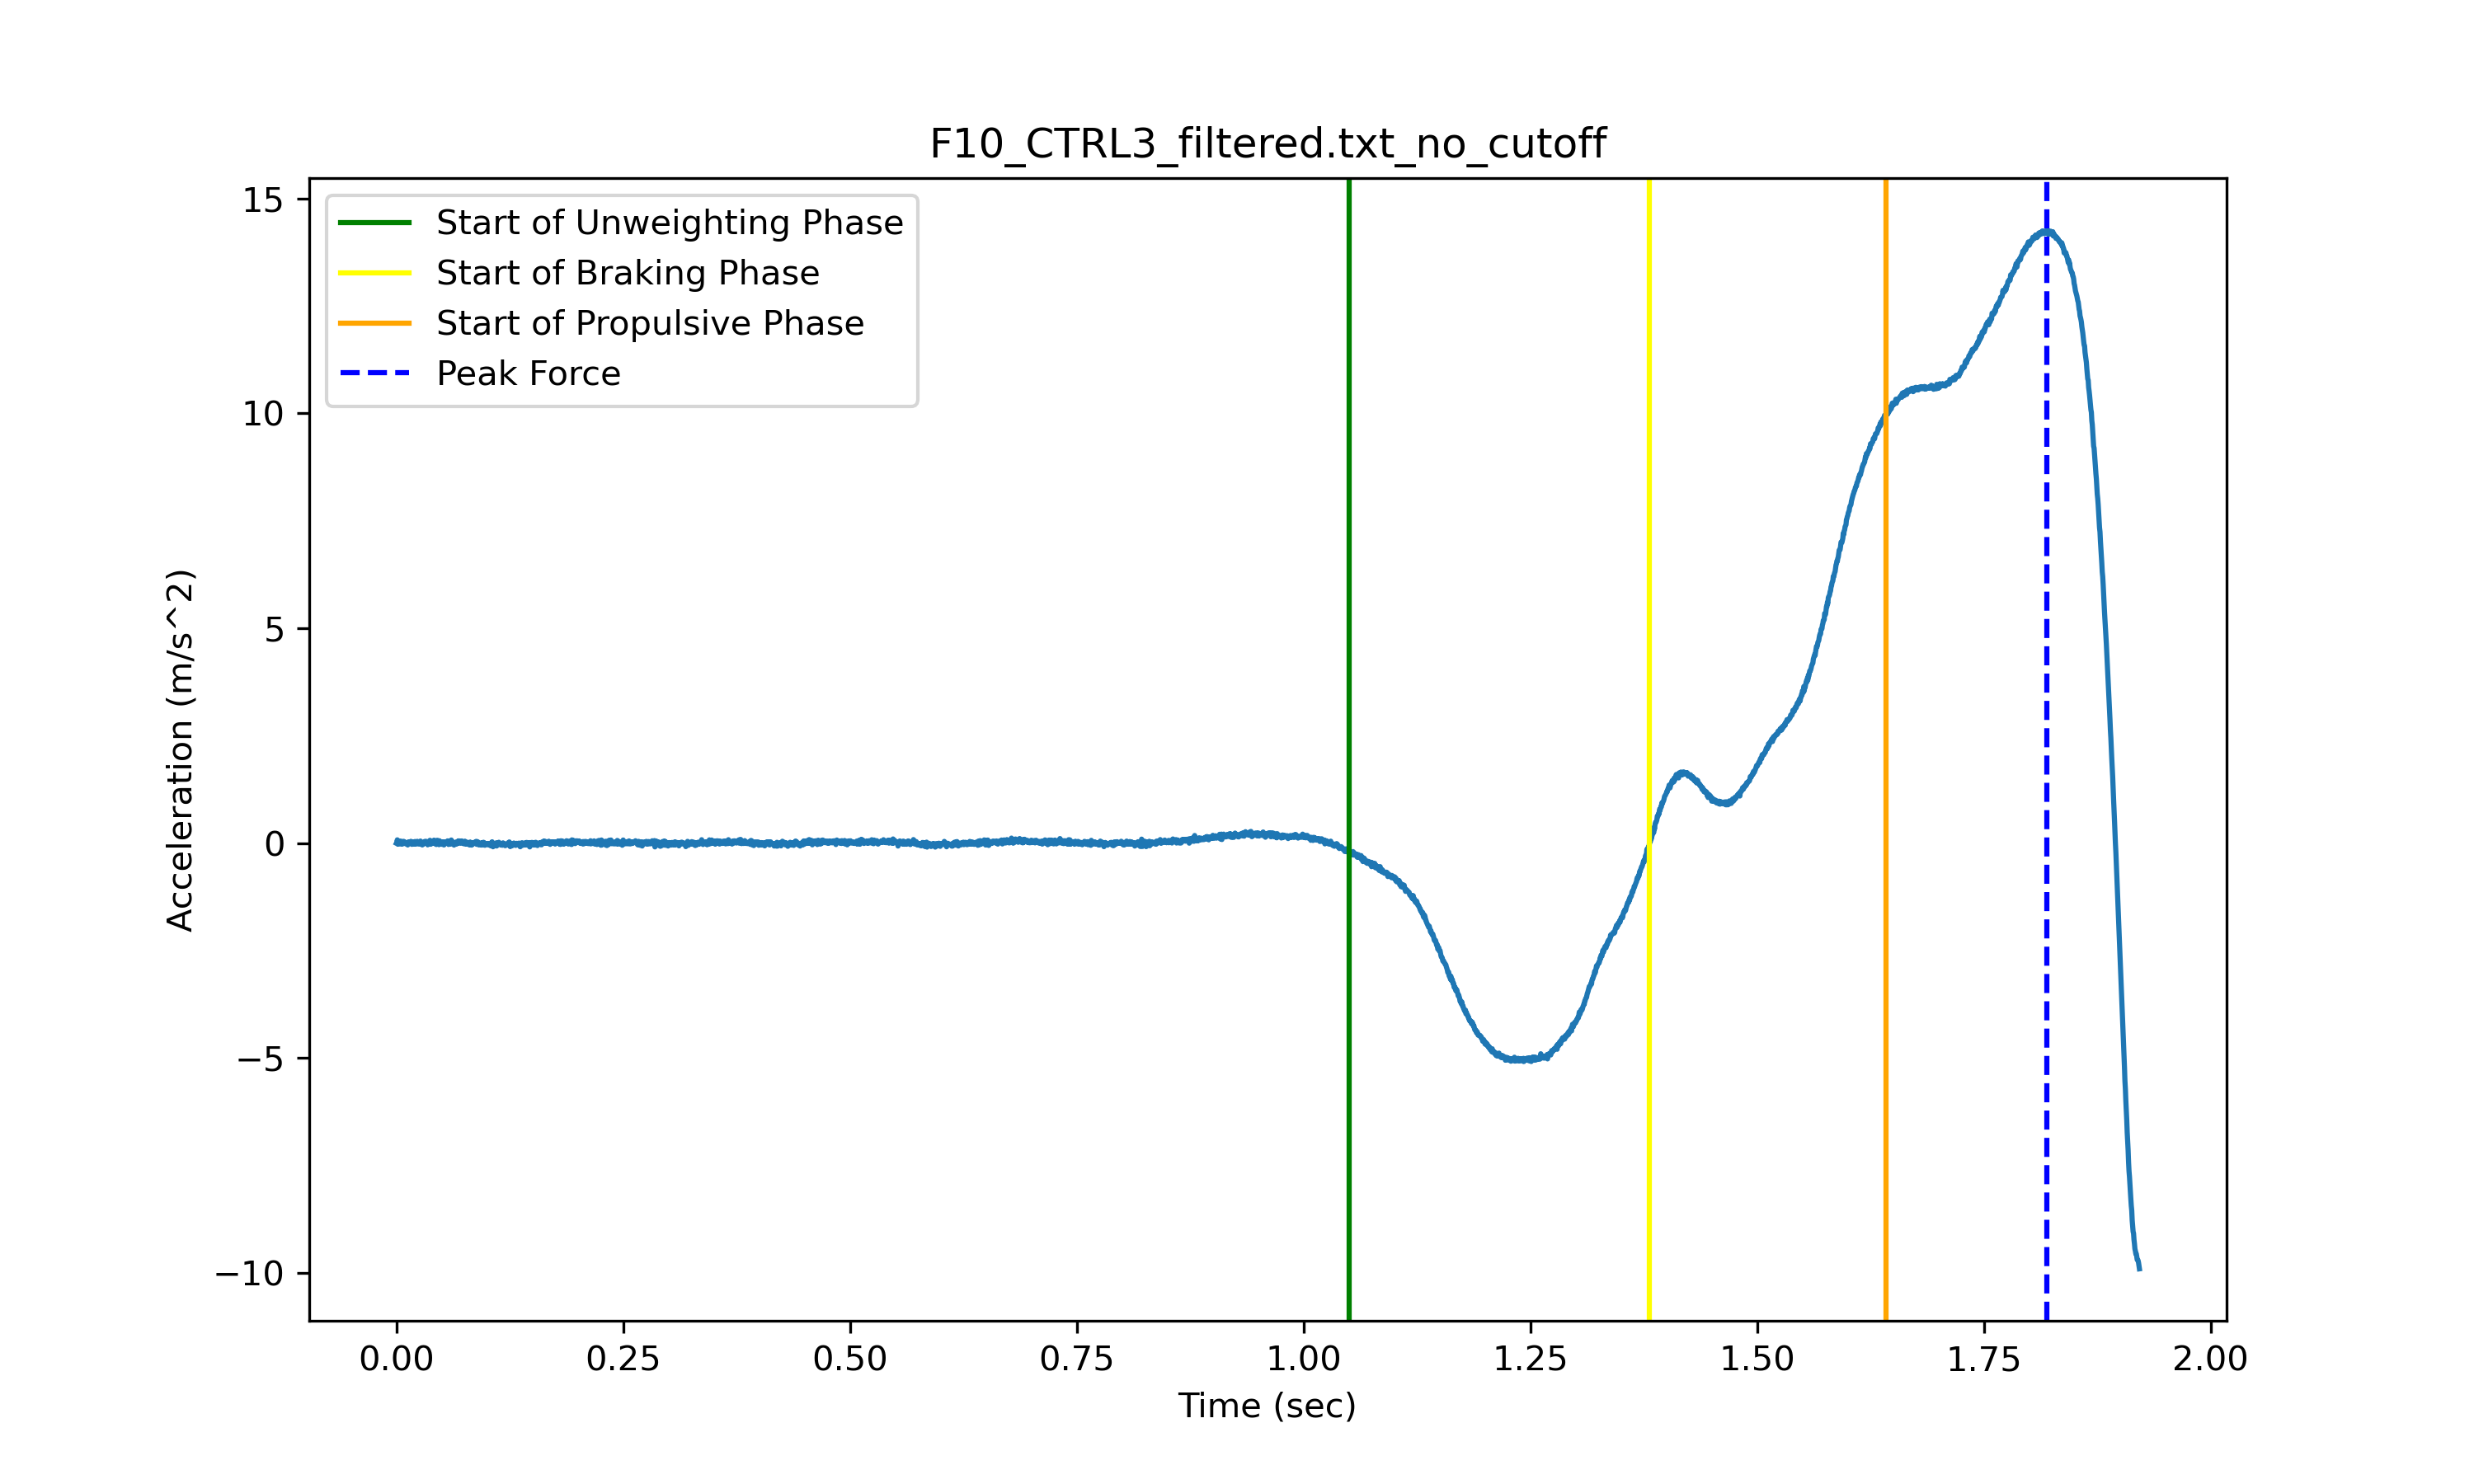 F10_CTRL3_filtered.txt_no_cutoff
Start of Unweighting Phase
Start of Braking Phase
Start of Propulsive Phase
Peak Force
Acceleration (m/s^2)
15
10
5
0
−5
−10
0.00 0.25 0.50 0.75 1.00 1.25 1.50 1.75 2.00
Time (sec)